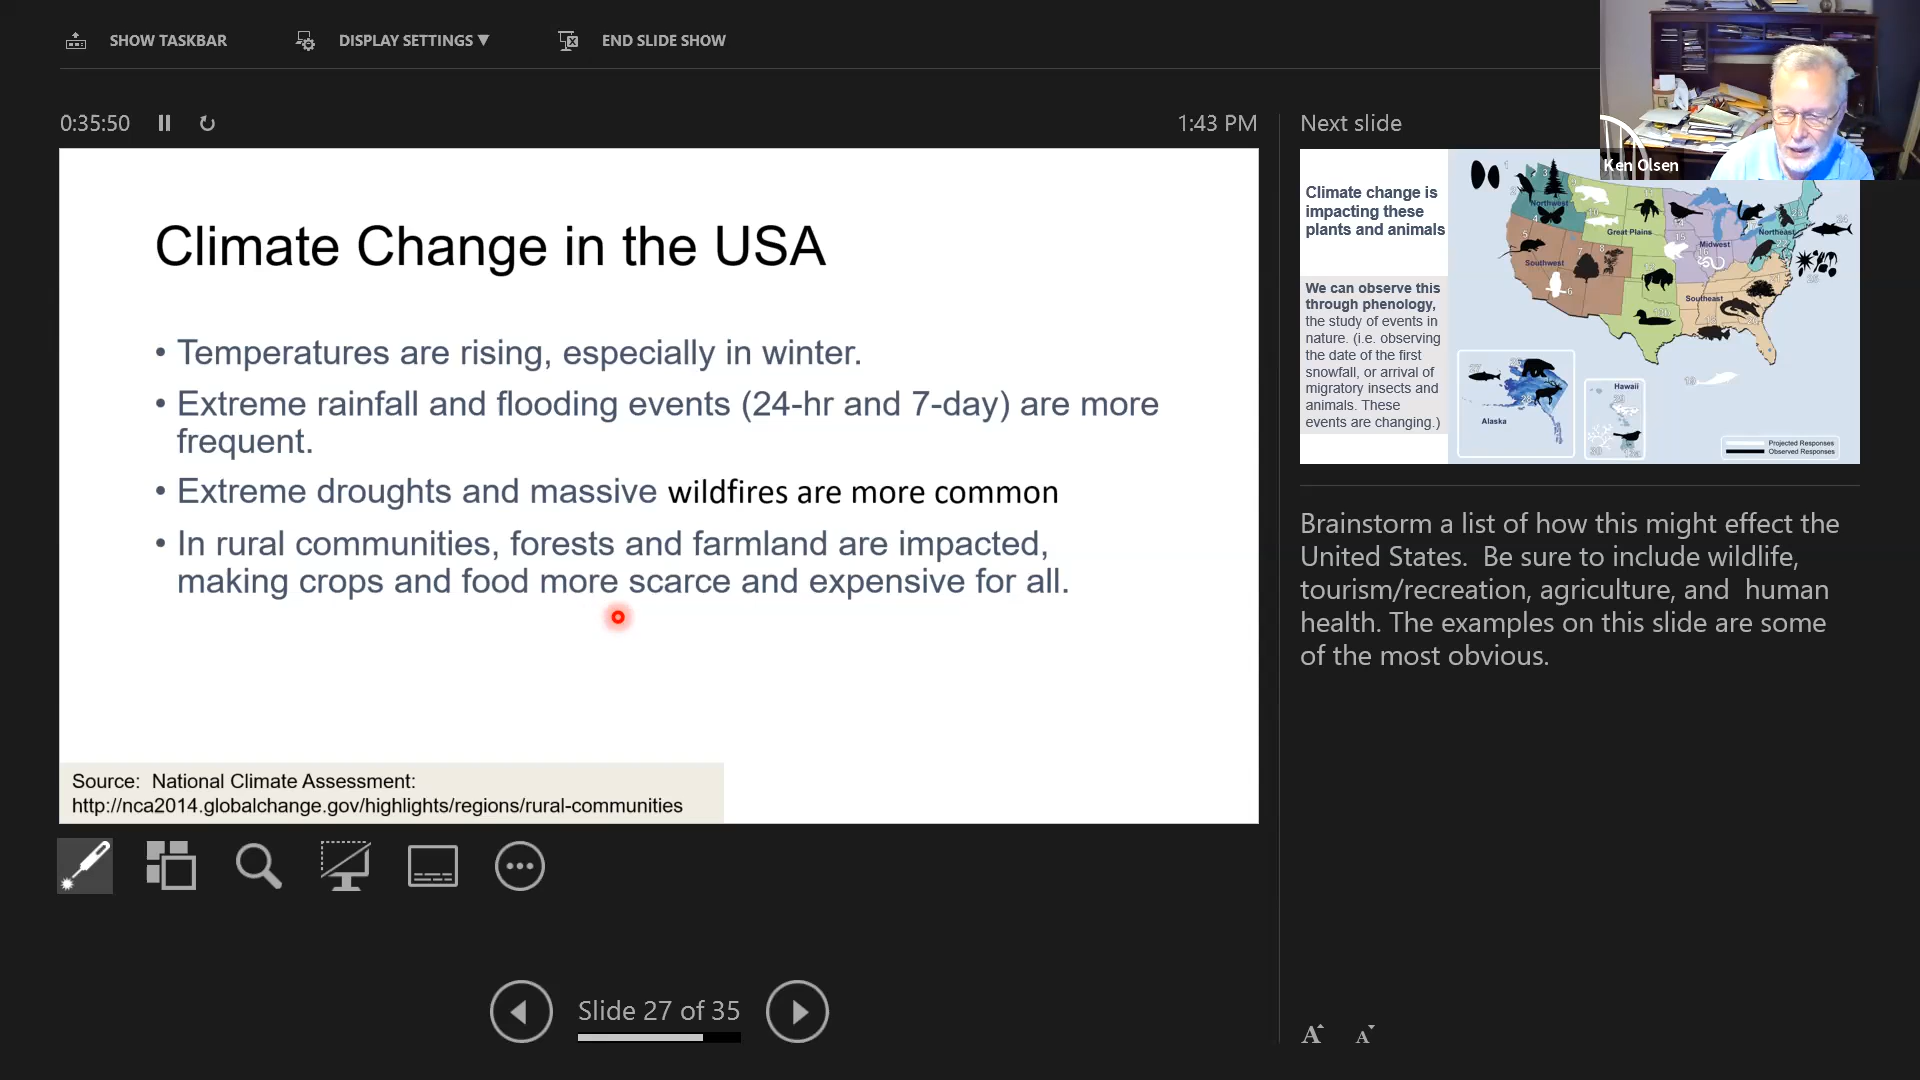 SHOW TASKBAR
DISPLAY SETTINGS ▼
END SLIDE SHOW
0:35:50
1:43 PM
Next slide
Ken Olsen
Climate Change in the USA
• Temperatures are rising, especially in winter.
• Extreme rainfall and flooding events (24-hr and 7-day) are more
frequent.
• Extreme droughts and massive wildfires are more common
• In rural communities, forests and farmland are impacted,
making crops and food more scarce and expensive for all.
Source: National Climate Assessment:
http://nca2014.globalchange.gov/highlights/regions/rural-communities
Slide 27 of 35
Climate change is
impacting these
plants and animals
We can observe this
through phenology,
the study of events in
nature. (i.e. observing
the date of the first
snowfall, or arrival of
migratory insects and
animals. These
events are changing.)
Northwest
Great Plains
Midwest
Northeast
Southwest
Southeast
Alaska
Hawaii
Projected Responses
Observed Responses
Brainstorm a list of how this might effect the
United States. Be sure to include wildlife,
tourism/recreation, agriculture, and human
health. The examples on this slide are some
of the most obvious.
A A